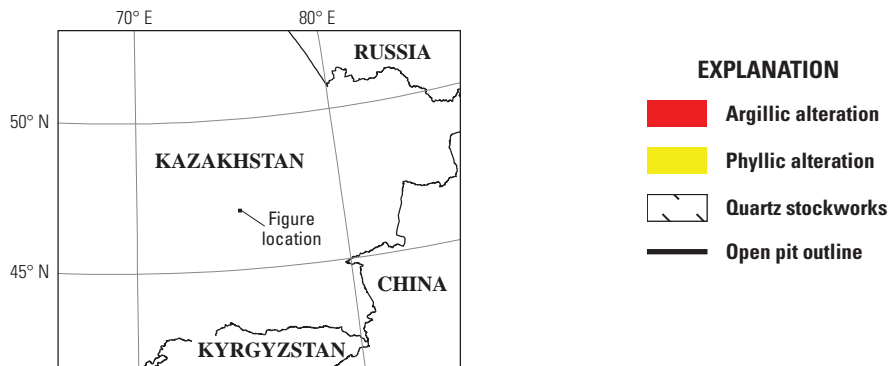 70° E
80° E
RUSSIA
50° N
KAZAKHSTAN
Figure
location
45° N
CHINA
KYRGYZSTAN
EXPLANATION
Argillic alteration
Phyllic alteration
Quartz stockworks
Open pit outline